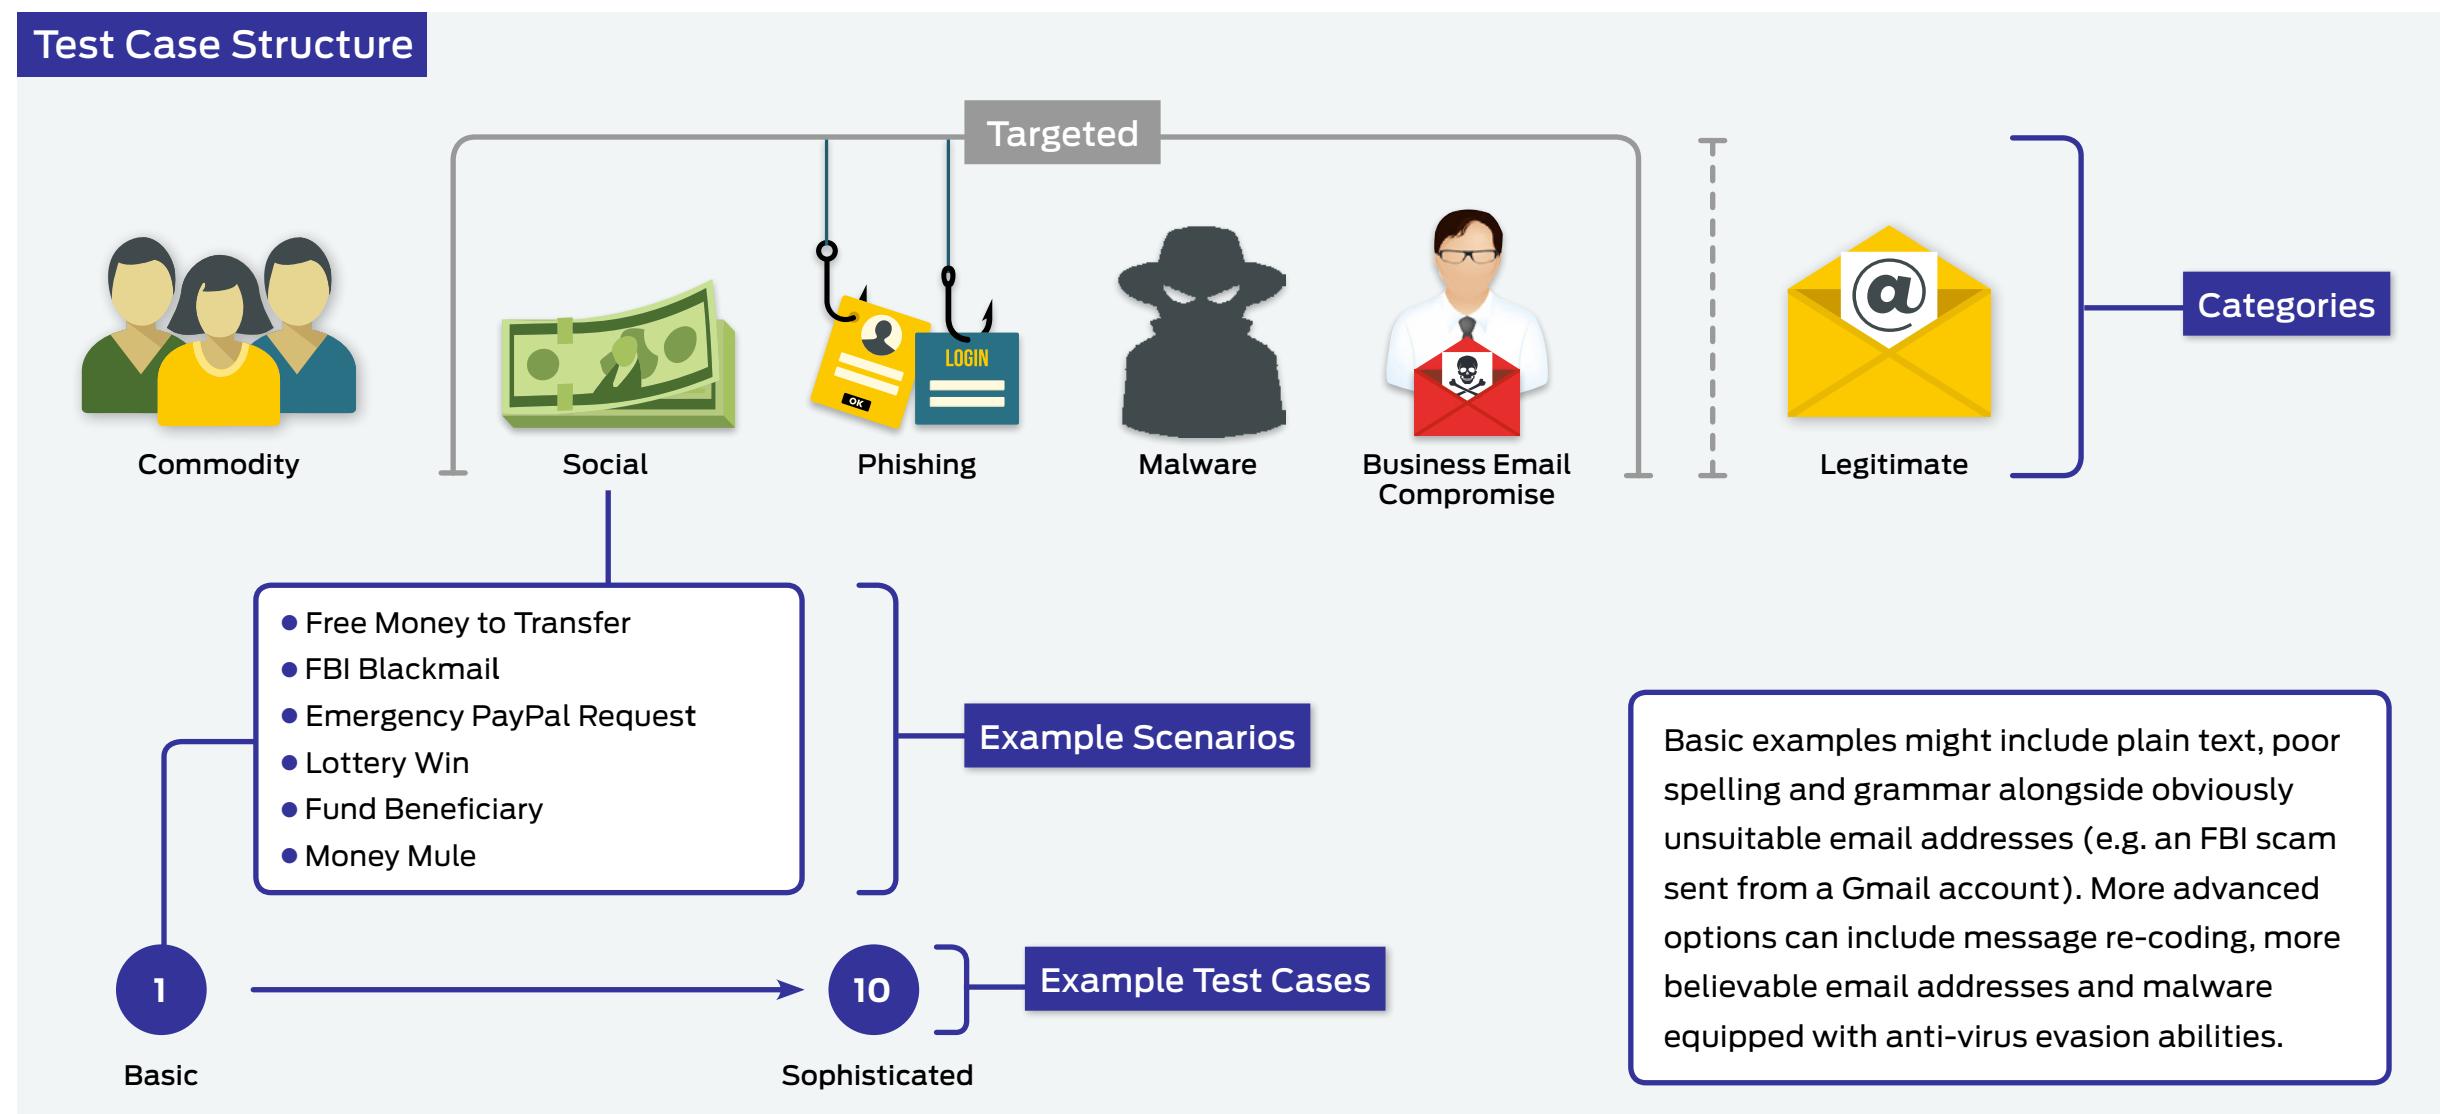 Test Case Structure
Targeted
LOGIN
OK
@
Commodity
Social
Phishing
Malware
Business Email
Compromise
Legitimate
Categories
Free Money to Transfer
FBI Blackmail
Emergency PayPal Request
Lottery Win
Fund Beneficiary
Money Mule
Example Scenarios
1
10
Example Test Cases
Basic
Sophisticated
Basic examples might include plain text, poor
spelling and grammar alongside obviously
unsuitable email addresses (e.g. an FBI scam
sent from a Gmail account). More advanced
options can include message re-coding, more
believable email addresses and malware
equipped with anti-virus evasion abilities.